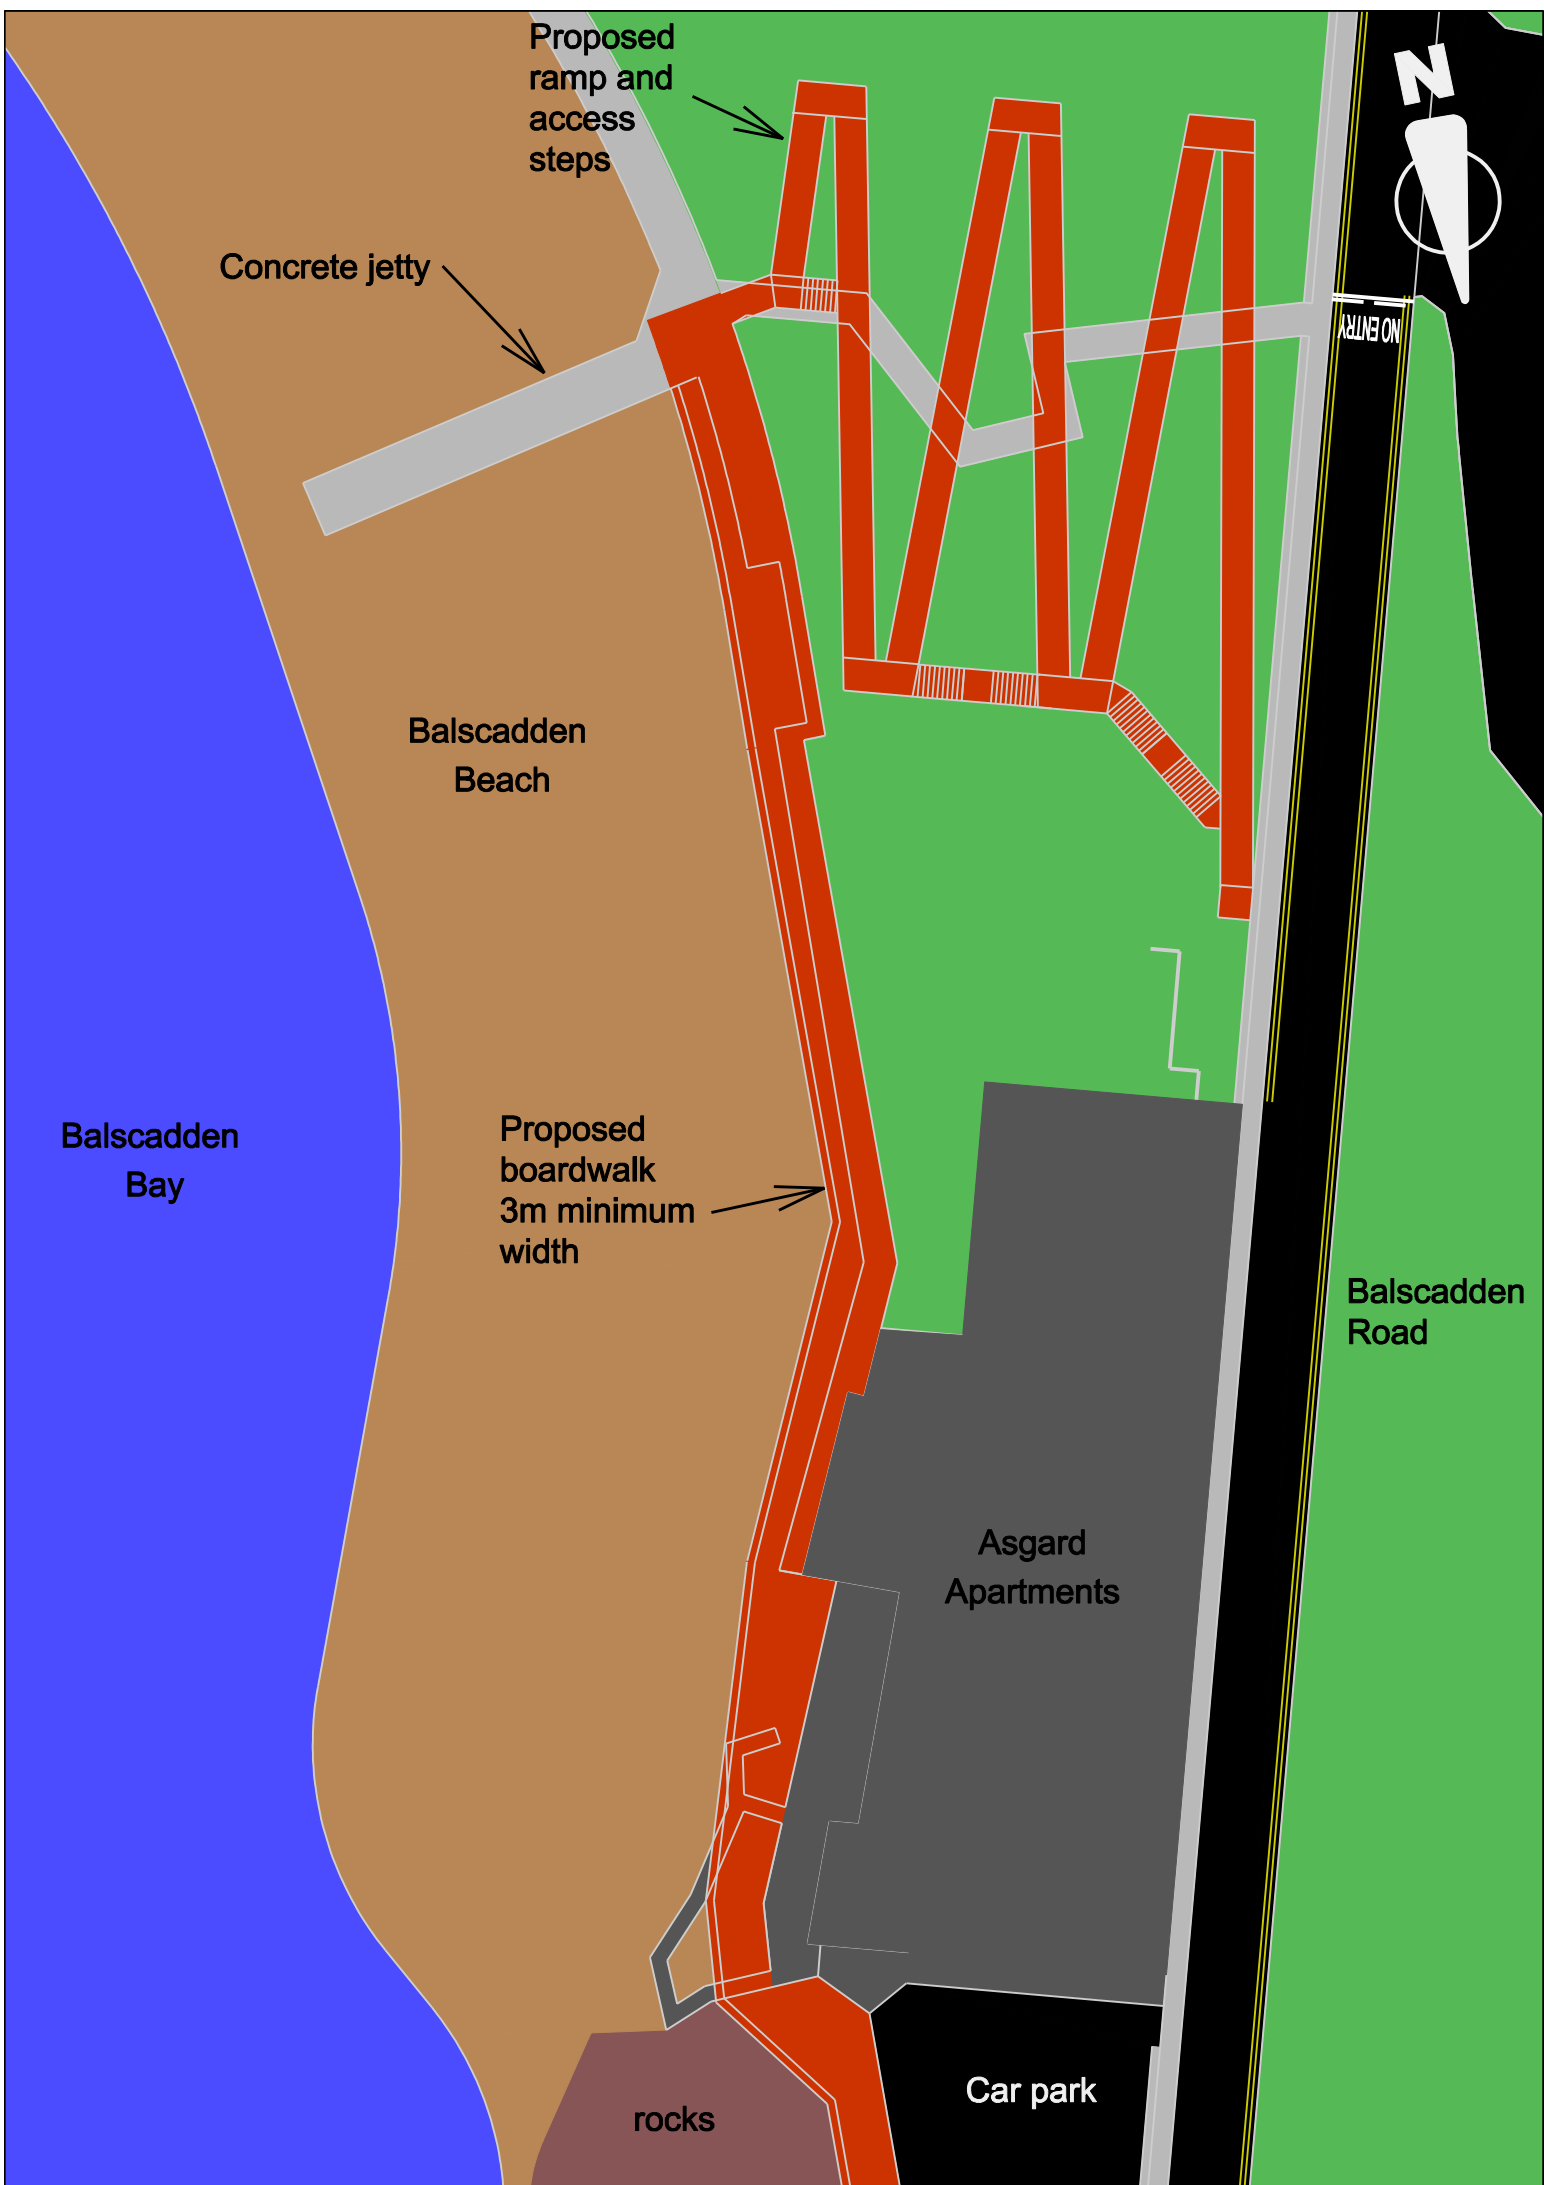 Proposed
ramp and
access
steps
N
Concrete jetty
NO ENTRY
Balscadden
Beach
Proposed
boardwalk
3m minimum
width
Balscadden
Bay
Balscadden
Road
Asgard
Apartments
Car park
rocks